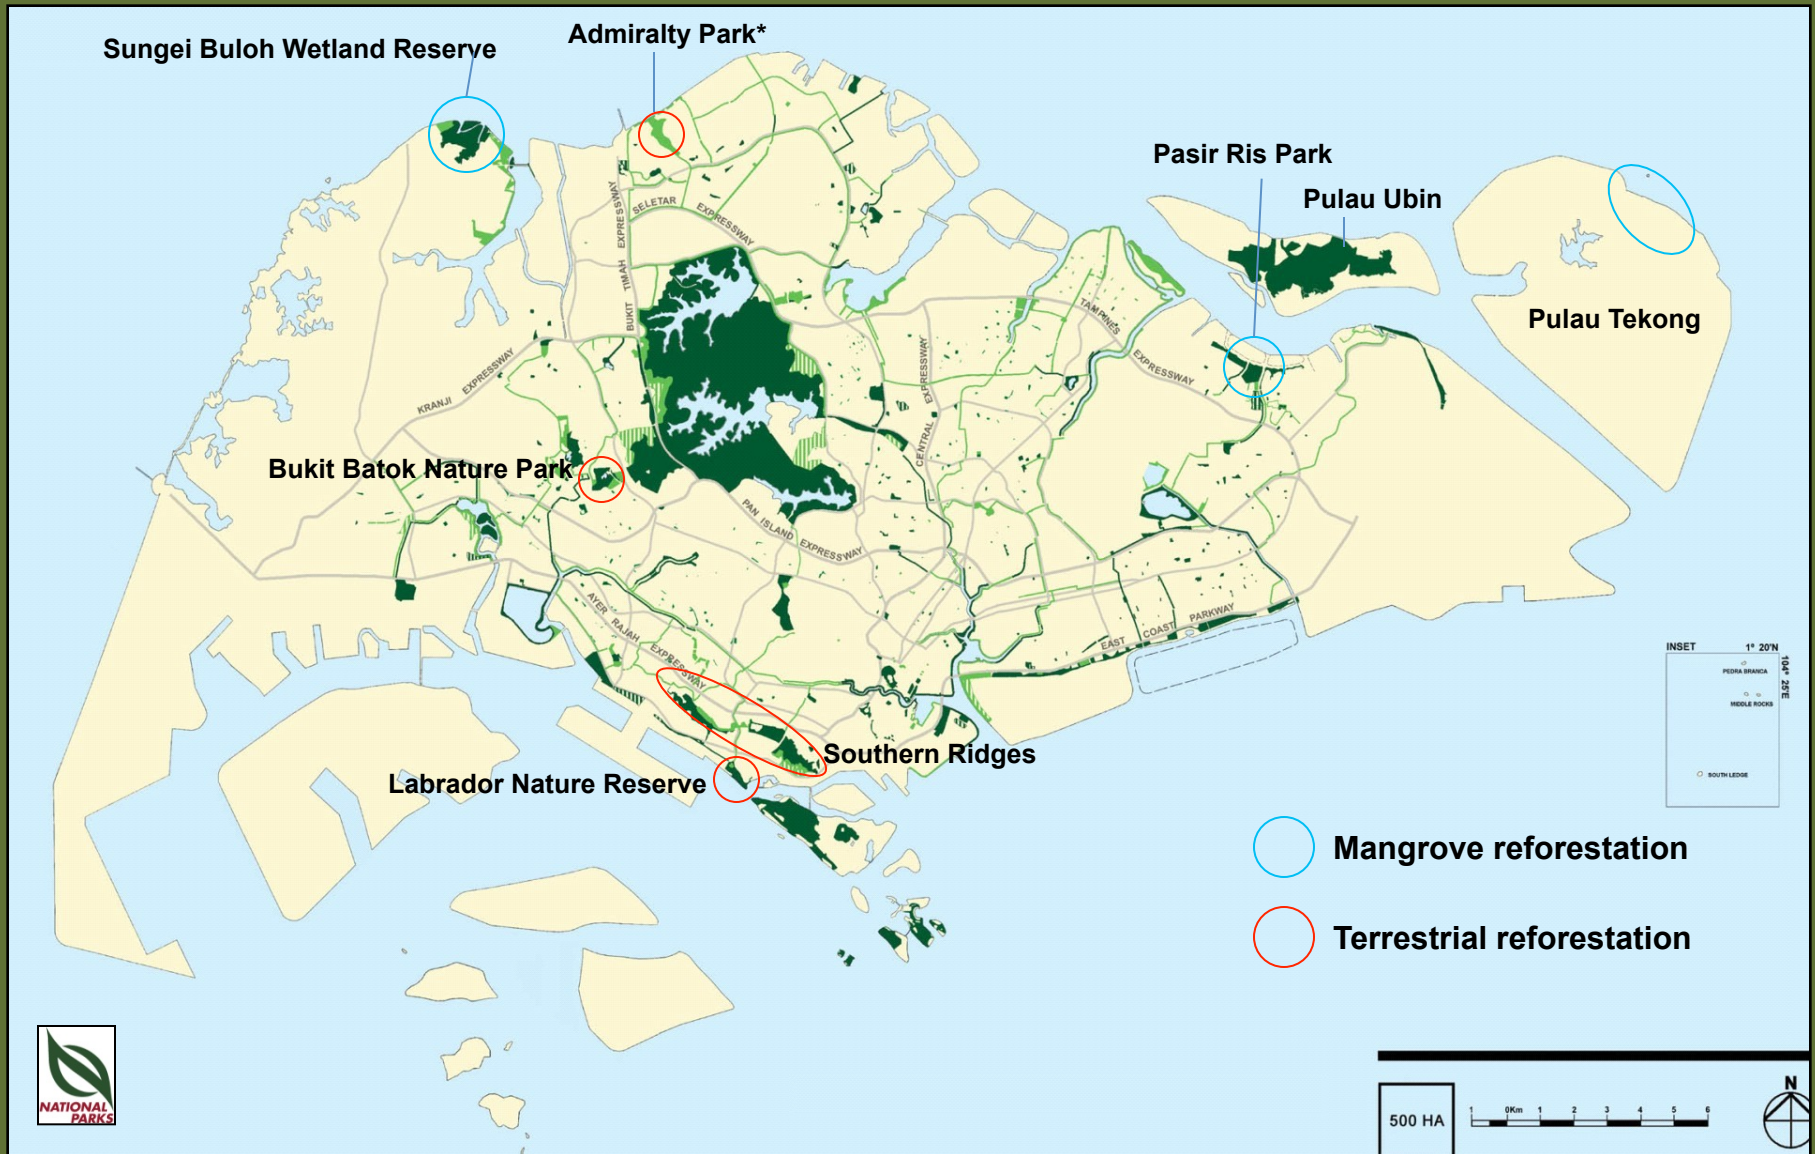 Sungei Buloh Wetland Reserve
Admiralty Park*
Pasir Ris Park
Pulau Ubin
Pulau Tekong
SELETAR EXPRESSWAY
BUKIT TIMAH EXPRESSWAY
TAMPINES EXPRESSWAY
KRANJI EXPRESSWAY
CENTRAL EXPRESSWAY
Bukit Batok Nature Park
PAN ISLAND EXPRESSWAY
AYER RAJAH EXPRESSWAY
EAST COAST PARKWAY
Southern Ridges
Labrador Nature Reserve
INSET 1° 20'N
104° 25'E
PEDRA BRANCA
MIDDLE ROCKS
SOUTH LEDGE
Mangrove reforestation
Terrestrial reforestation
NATIONAL
PARKS
500 HA
1 0Km 1 2 3 4 5 6
N